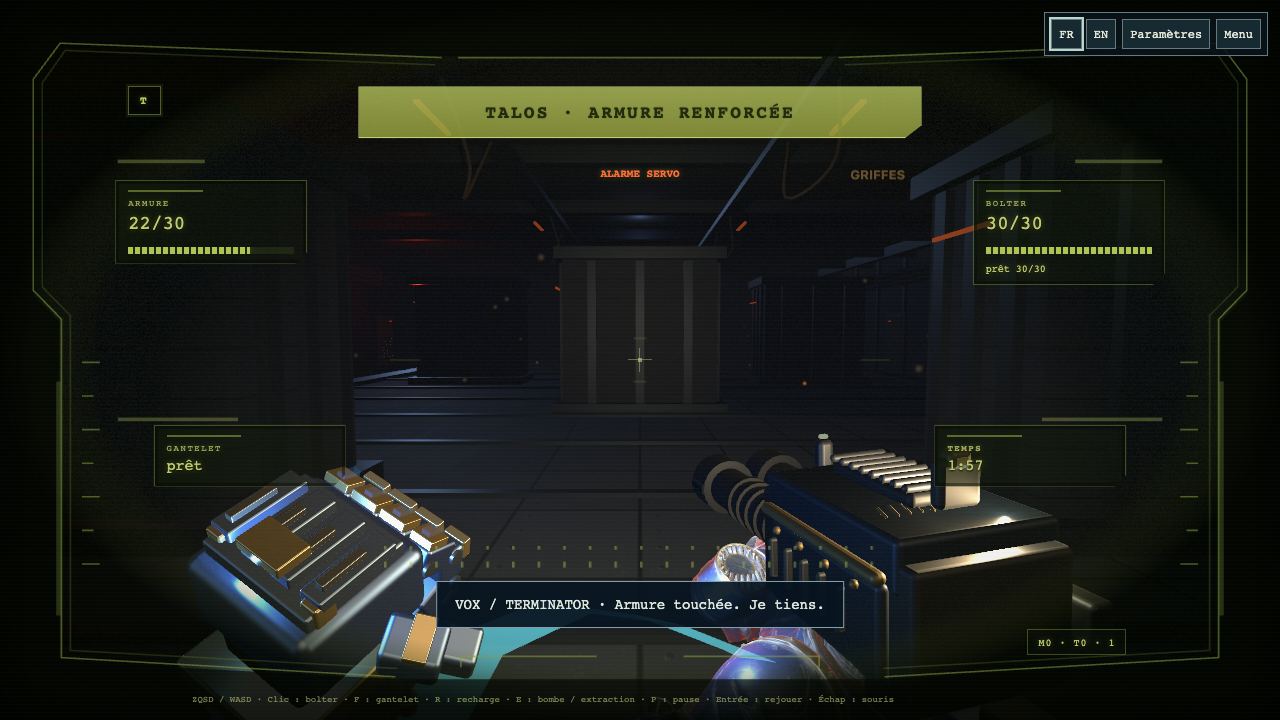 FR EN Paramètres Menu
T
TALOS · ARMURE RENFORCÉE
ALARME SERVO
GRIFFES
ARMURE
22/30
BOLTER
30/30
prêt 30/30
GANTELET
prêt
TEMPS
1:57
VOX / TERMINATOR · Armure touchée. Je tiens.
M0 · T0 · 1
ZQSD / WASD · Clic : bolter · F : gantelet · R : recharge · E : bombe / extraction · P : pause · Entrée : rejouer · Échap : souris